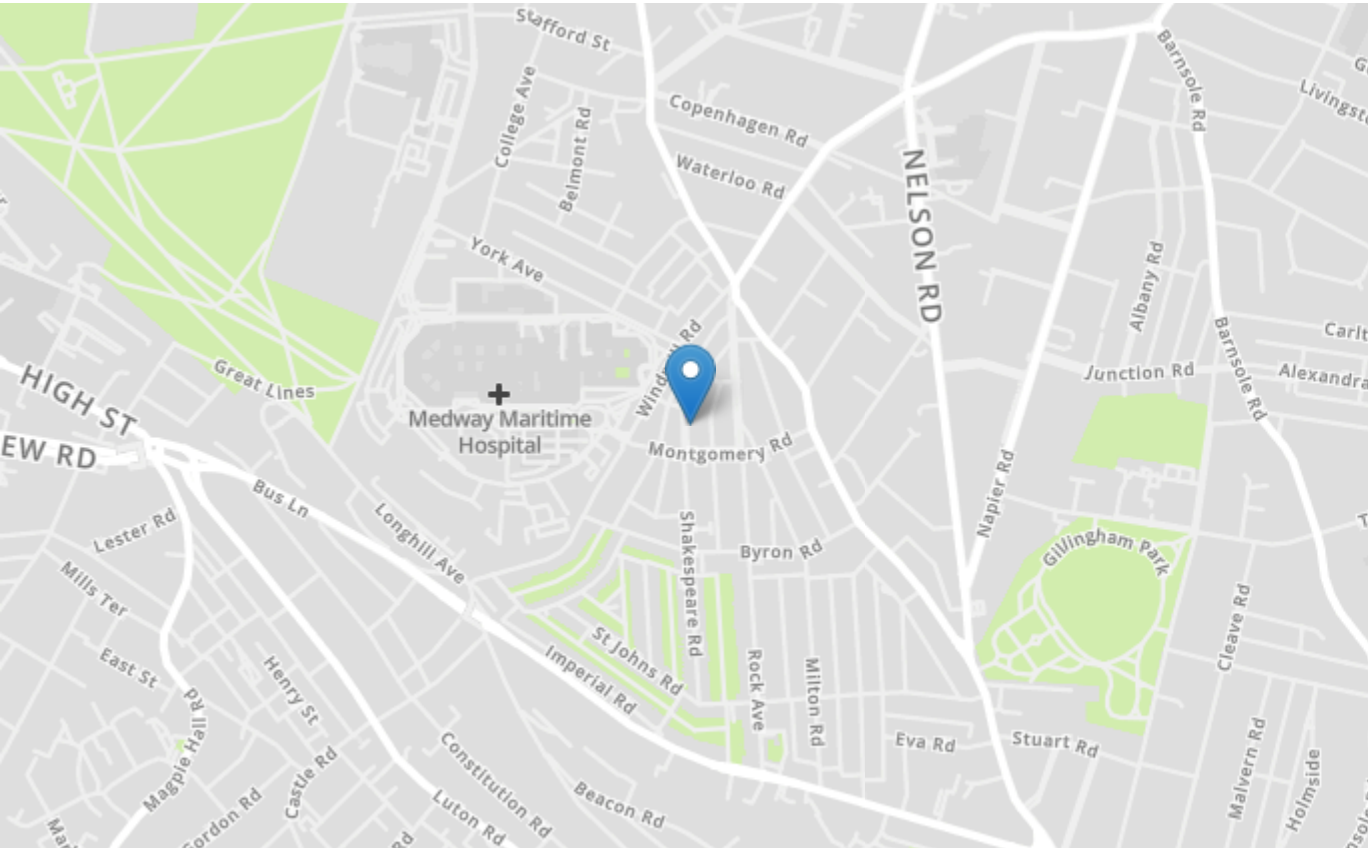 Stafford St
Barnsole Rd
College Ave
Copenhagen Rd
Belmont Rd
Waterloo Rd
NELSON RD
York Ave
Albany Rd
Barnsole Rd
Great Lines
Junction Rd
Alexandra
HIGH ST
Medway Maritime
Hospital
EW RD
Montgomery Rd
Napier Rd
Bus Ln
Longhill Ave
Lester Rd
Shakespeare Rd
Byron Rd
Gillingham Park
Mills Ter
Cleave Rd
East St
St Johns Rd
Imperial Rd
Rock Ave
Milton Rd
Henry St
Magpie Hall Rd
Eva Rd
Stuart Rd
Malvern Rd
Holmside
Castle Rd
Constitution Rd
Beacon Rd
Luton Rd
Gordon Rd
Rd